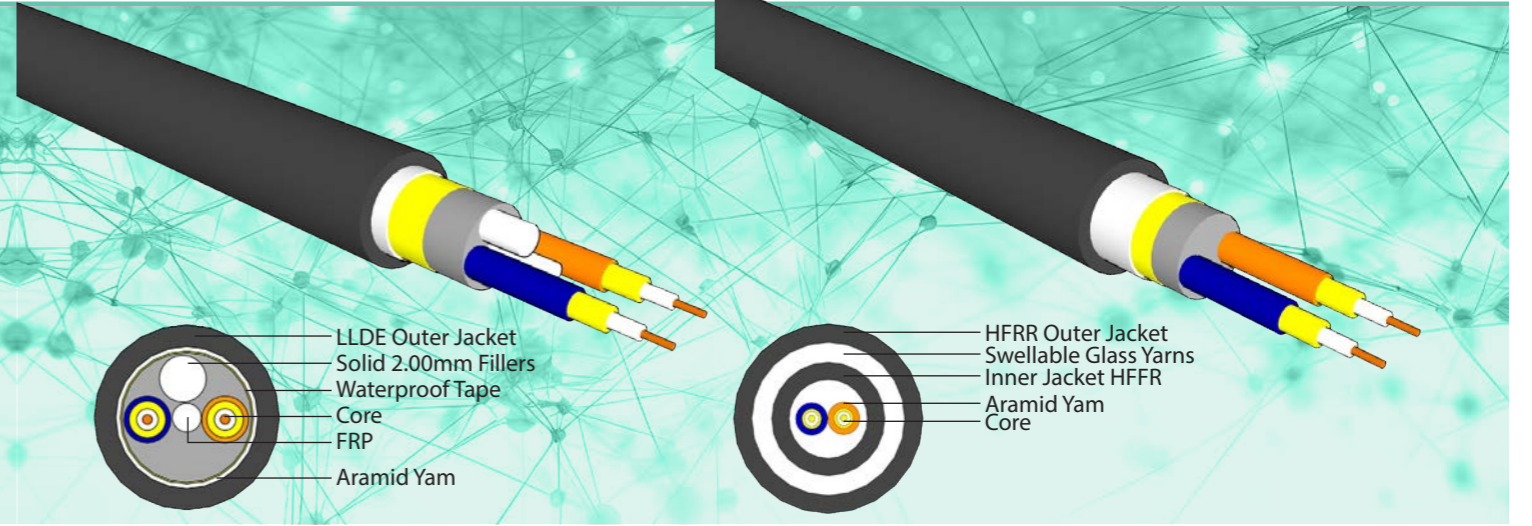 LLDE Outer Jacket
Solid 2.00mm Fillers
Waterproof Tape
Core
FRP
Aramid Yam
HFRR Outer Jacket
Swellable Glass Yarns
Inner Jacket HFFR
Aramid Yam
Core